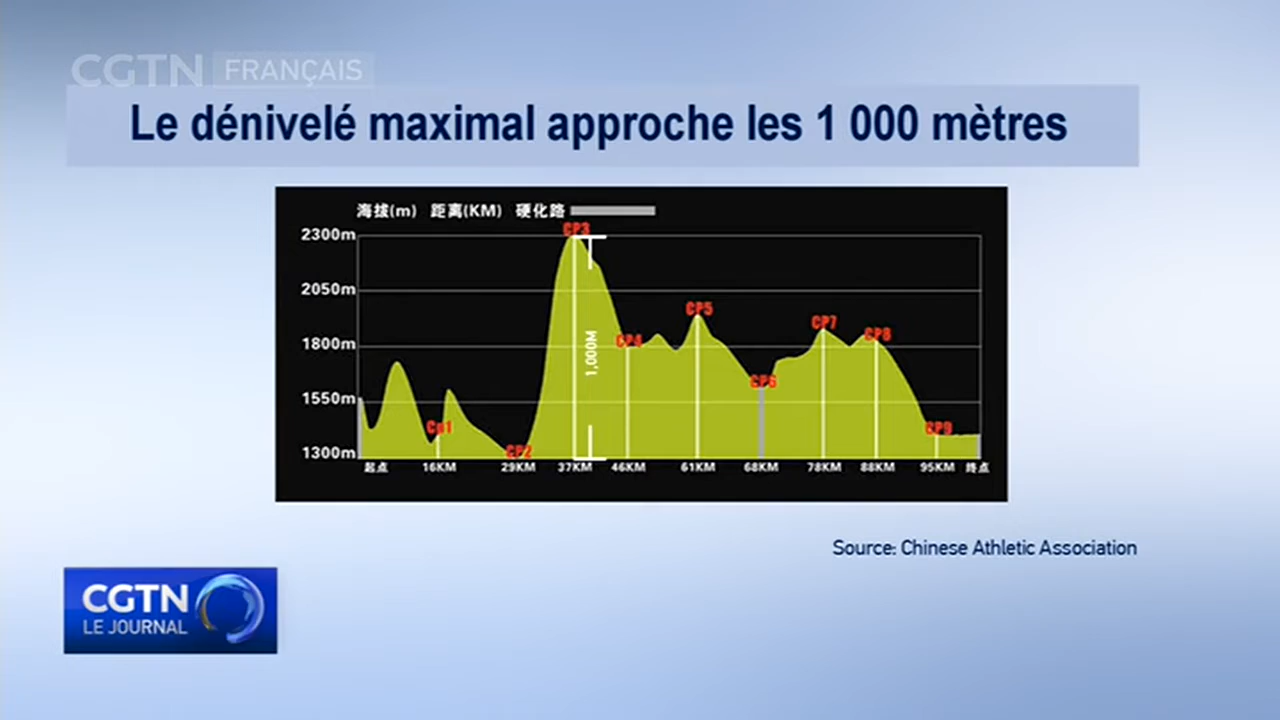 CGTN FRANÇAIS
Le dénivelé maximal approche les 1 000 mètres
海拔(m) 距离(KM) 硬化路
2300m
2050m
1800m
1550m
1300m
CP3
CP5
CP7
CP4
CP8
CP6
Cp1
CP9
CP2
1,000M
起点 16KM 29KM 37KM 46KM 61KM 68KM 78KM 88KM 95KM 终点
Source: Chinese Athletic Association
CGTN
LE JOURNAL